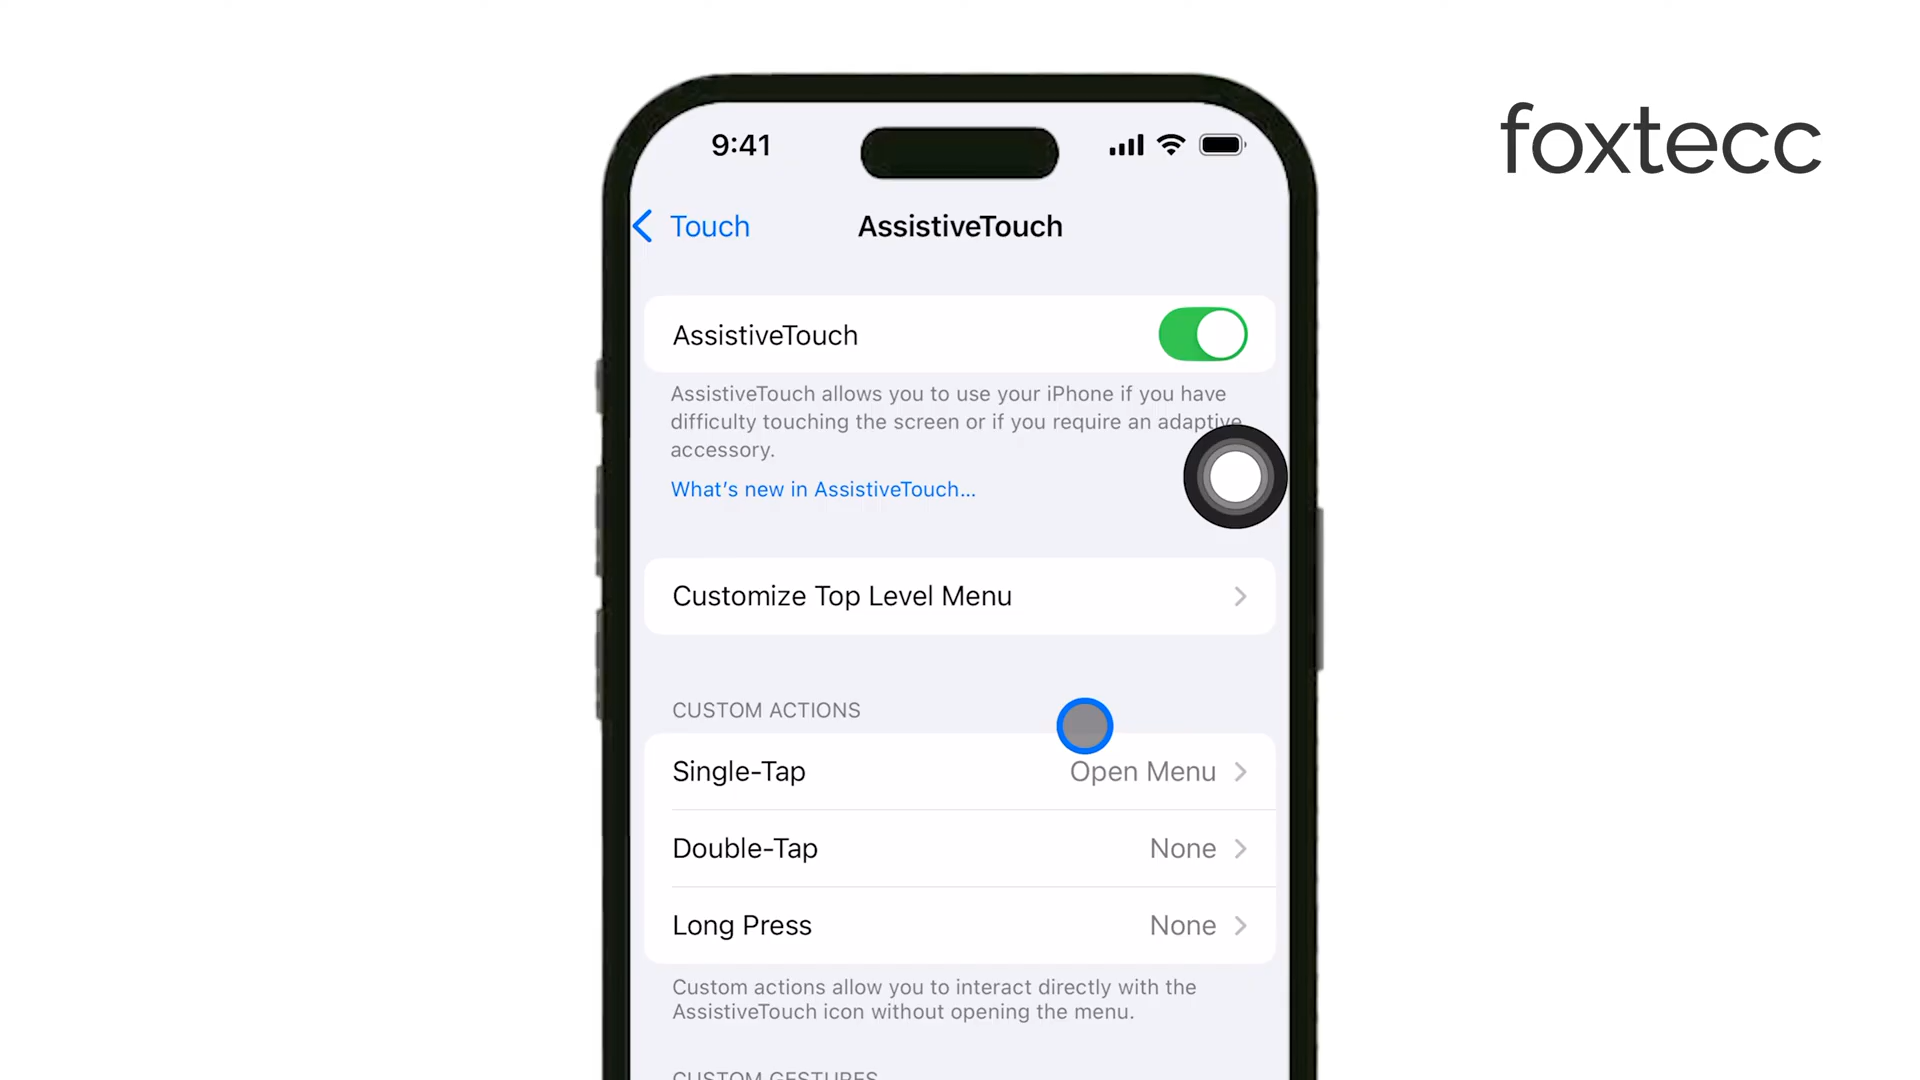 foxtecc
9:41
Touch
AssistiveTouch
AssistiveTouch
AssistiveTouch allows you to use your iPhone if you have
difficulty touching the screen or if you require an adaptive
accessory.
What's new in AssistiveTouch...
Customize Top Level Menu
CUSTOM ACTIONS
Single-Tap Open Menu
Double-Tap None
Long Press None
Custom actions allow you to interact directly with the
AssistiveTouch icon without opening the menu.
CUSTOM GESTURES